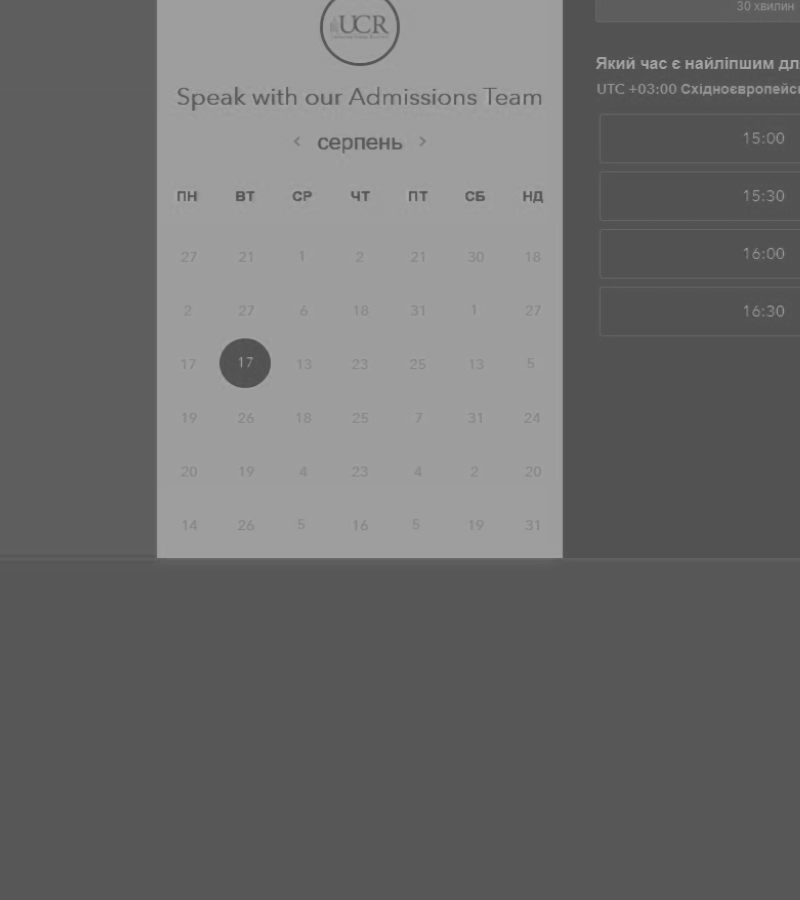 UCR
Speak with our Admissions Team
< серпень >
ПН ВТ СР ЧТ ПТ СБ НД
27 21 1 2 21 30 18
2 27 6 18 31 1 27
17 17 13 23 25 13 5
19 26 18 25 7 31 24
20 19 4 23 4 2 20
14 26 5 16 5 19 31
30 хвилин
Який час є найліпшим дл
UTC +03:00 Східноєвропейс
15:00
15:30
16:00
16:30